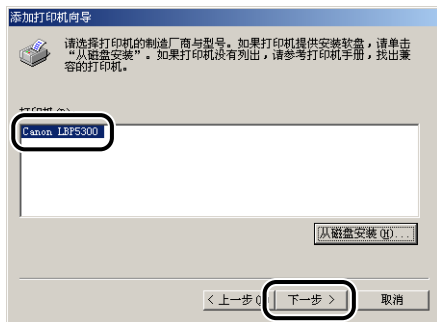 添加打印机向导
请选择打印机的制造厂商与型号。如果打印机提供安装软盘，请单击
“从磁盘安装”。如果打印机没有列出，请参考打印机手册，找出兼
容的打印机。
打印机
Canon LBP5300
从磁盘安装(H)...
< 上一步
下一步 >
取消